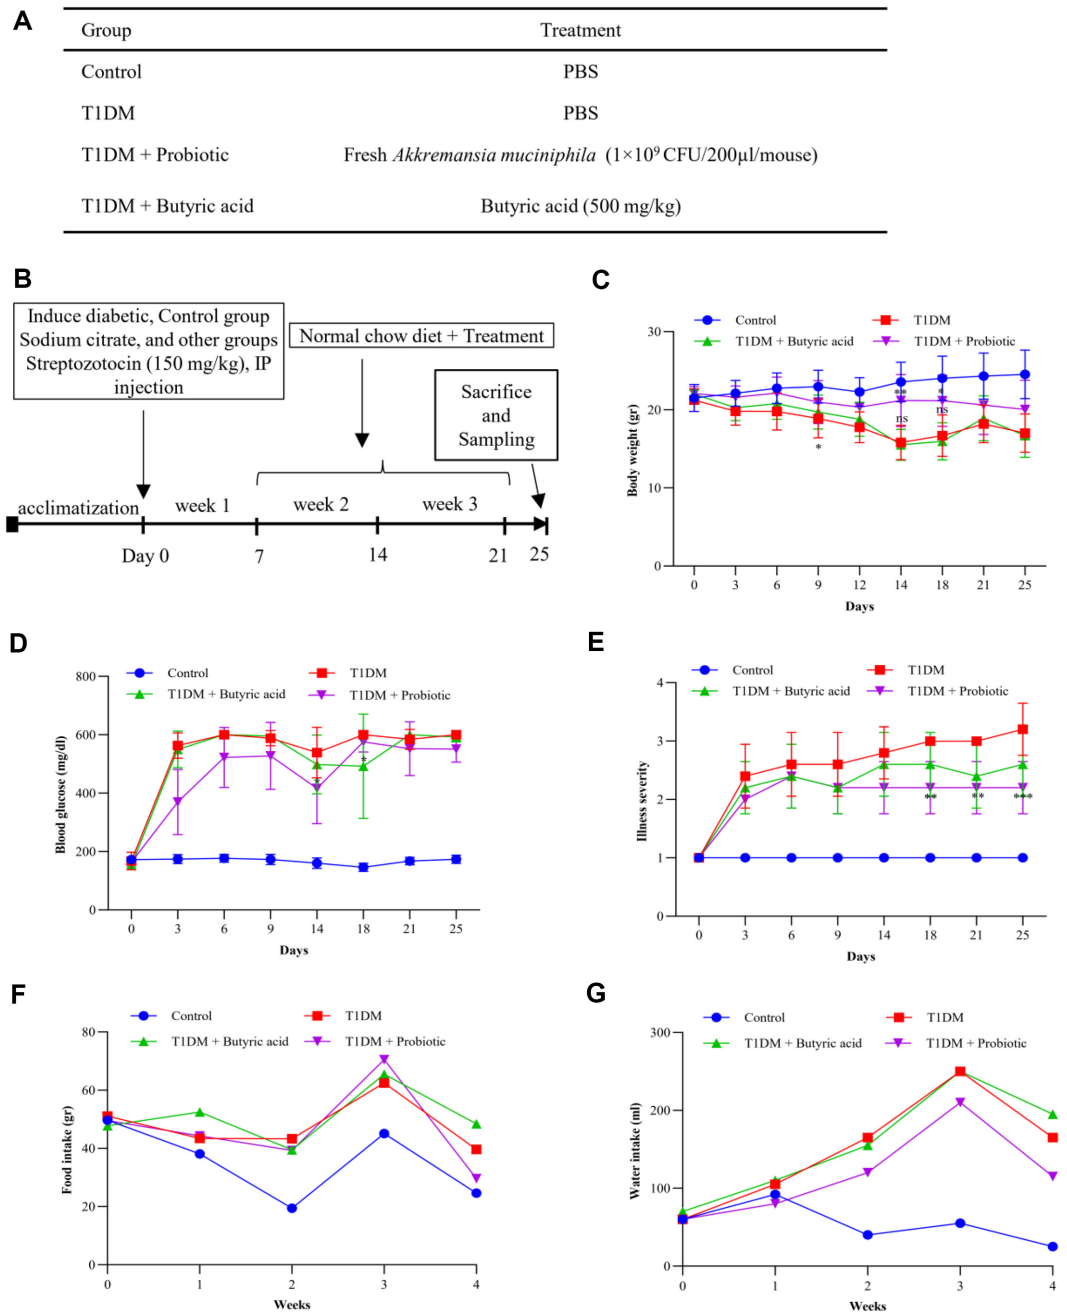 A
Group Treatment
Control PBS
T1DM PBS
T1DM + Probiotic Fresh Akkremansia muciniphila (1×10⁹ CFU/200µl/mouse)
T1DM + Butyric acid Butyric acid (500 mg/kg)
B
Induce diabetic, Control group
Sodium citrate, and other groups
Streptozotocin (150 mg/kg), IP
injection
Normal chow diet + Treatment
Sacrifice
and
Sampling
acclimatization week 1 week 2 week 3
Day 0 7 14 21 25
C
Control T1DM
T1DM + Butyric acid T1DM + Probiotic
Body weight (gr)
30
20
10
0
** *
ns ns
*
0 3 6 9 12 14 18 21 25
Days
D
Control T1DM
T1DM + Butyric acid T1DM + Probiotic
Blood glucose (mg/dl)
800
600
400
200
0
*
*
0 3 6 9 14 18 21 25
Days
E
Control T1DM
T1DM + Butyric acid T1DM + Probiotic
Illness severity
4
3
2
1
0
** ** ***
0 3 6 9 14 18 21 25
Days
F
Control T1DM
T1DM + Butyric acid T1DM + Probiotic
Food intake (gr)
80
60
40
20
0
0 1 2 3 4
Weeks
G
Control T1DM
T1DM + Butyric acid T1DM + Probiotic
Water intake (ml)
300
200
100
0
0 1 2 3 4
Weeks